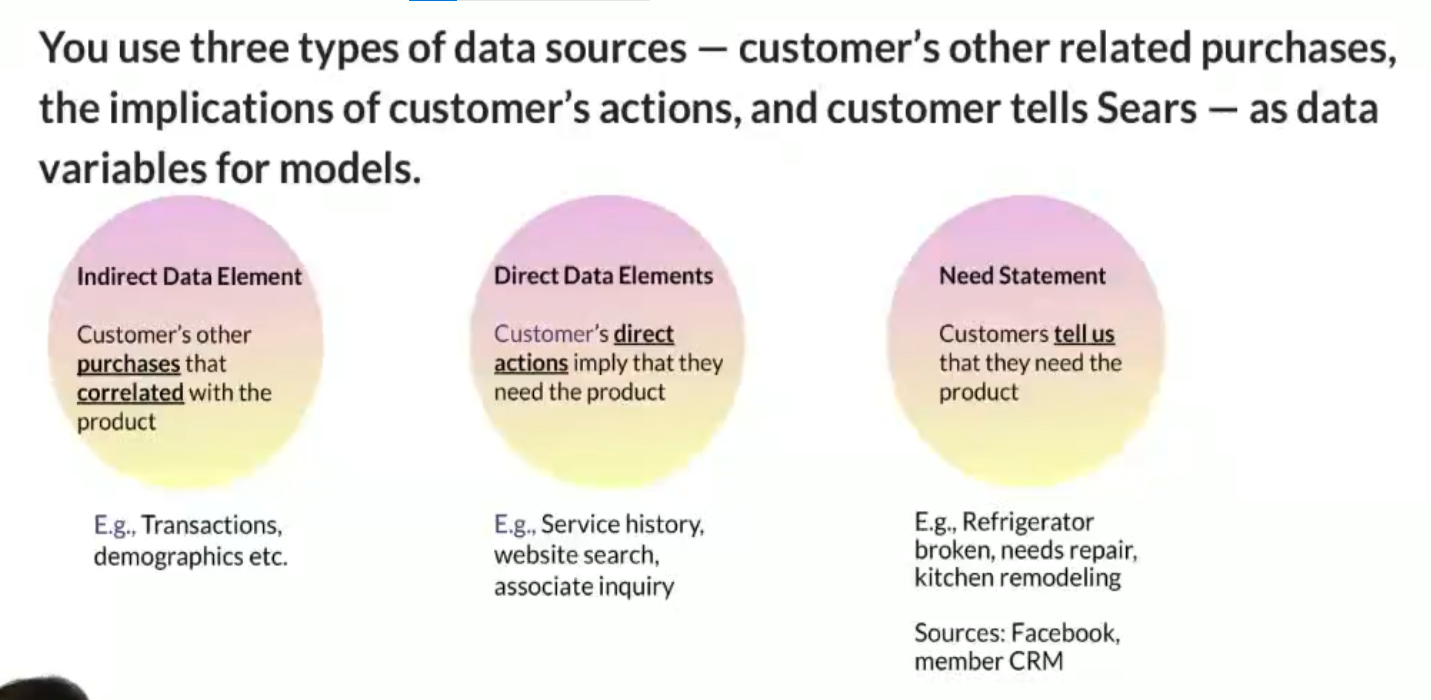 You use three types of data sources — customer's other related purchases,
the implications of customer's actions, and customer tells Sears — as data
variables for models.
Indirect Data Element
Customer's other
purchases that
correlated with the
product
E.g., Transactions,
demographics etc.
Direct Data Elements
Customer's direct
actions imply that they
need the product
E.g., Service history,
website search,
associate inquiry
Need Statement
Customers tell us
that they need the
product
E.g., Refrigerator
broken, needs repair,
kitchen remodeling
Sources: Facebook,
member CRM